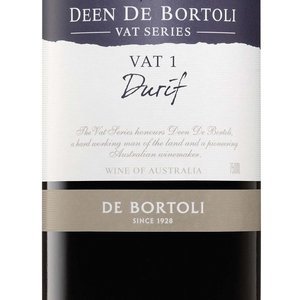 DEEN DE BORTOLI
VAT SERIES
VAT 1
Durif
The Vat Series honours Deen De Bortoli,
a hard working man of the land and a pioneering
Australian winemaker.
WINE OF AUSTRALIA
750ML
DE BORTOLI
SINCE 1928